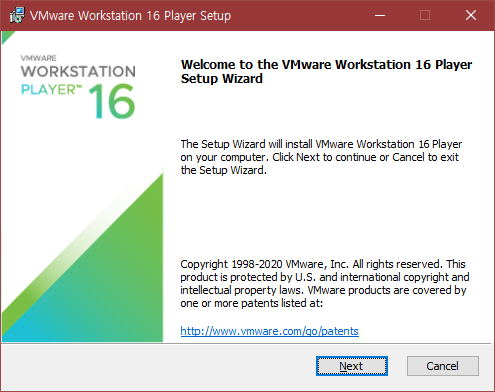 VMware Workstation 16 Player Setup
VMWARE
WORKSTATION
PLAYER™ 16
Welcome to the VMware Workstation 16 Player
Setup Wizard
The Setup Wizard will install VMware Workstation 16 Player
on your computer. Click Next to continue or Cancel to exit
the Setup Wizard.
Copyright 1998-2020 VMware, Inc. All rights reserved. This
product is protected by U.S. and international copyright and
intellectual property laws. VMware products are covered by
one or more patents listed at:
http://www.vmware.com/go/patents
Next
Cancel